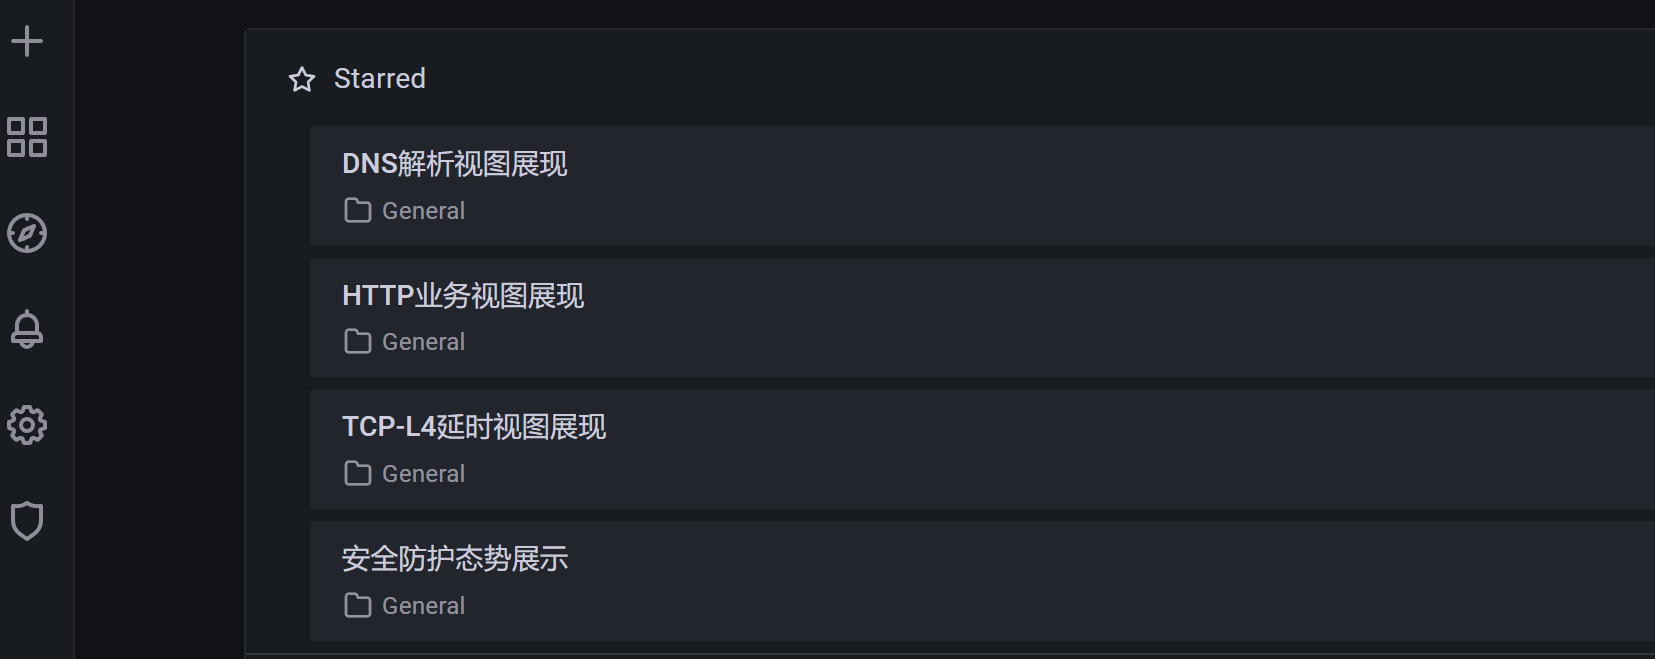 Starred
DNS解析视图展现
General
HTTP业务视图展现
General
TCP-L4延时视图展现
General
安全防护态势展示
General